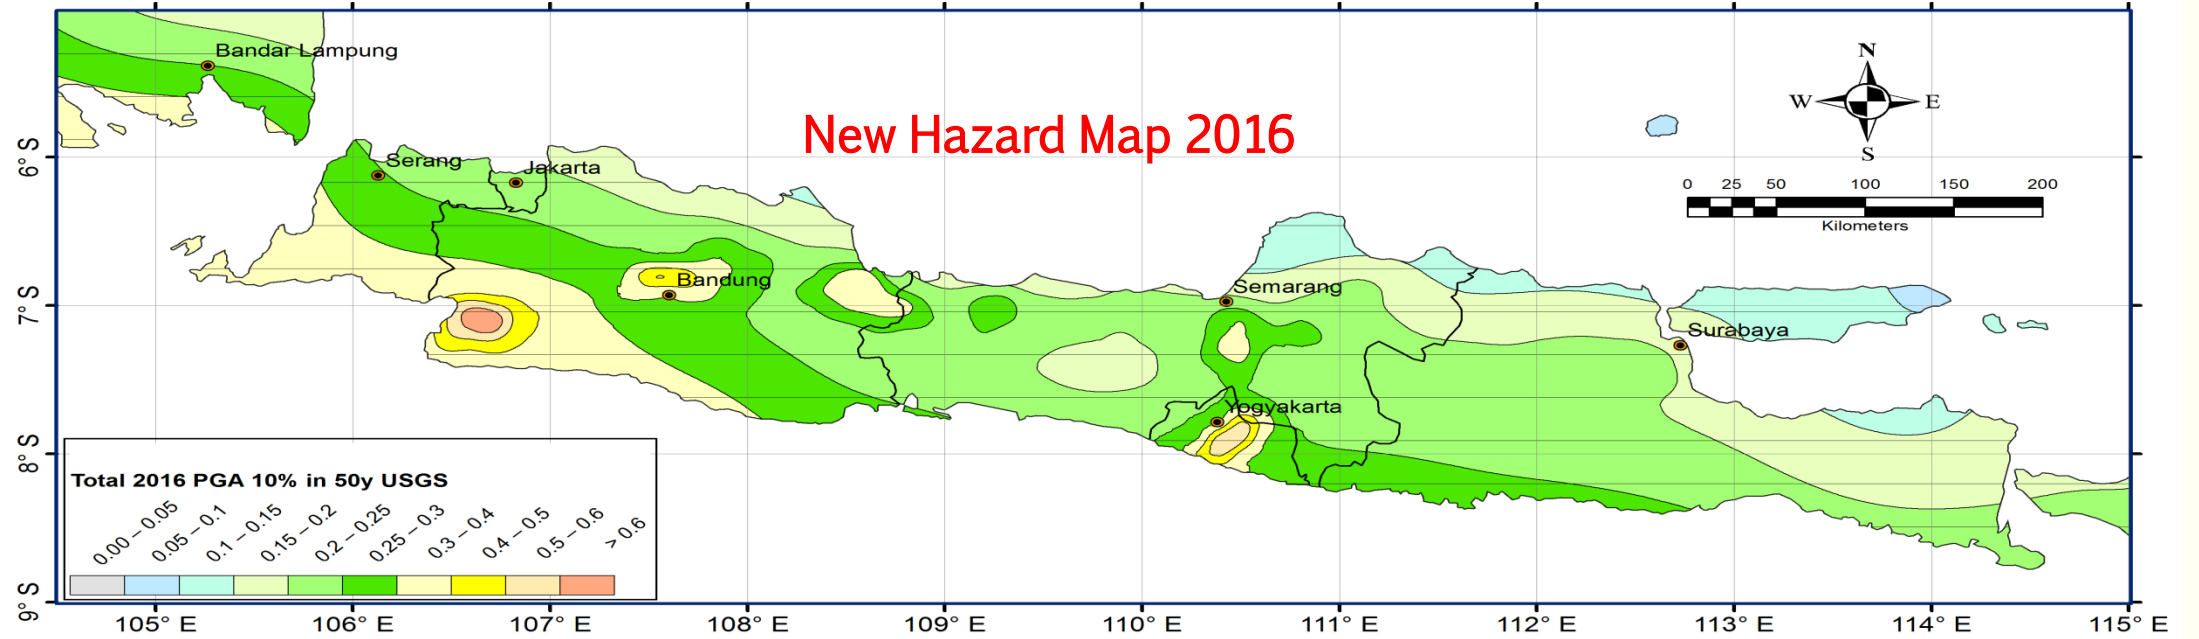 Bandar Lampung
N
New Hazard Map 2016
W E
S
6° S
Serang
Jakarta
0 25 50 100 150 200
Kilometers
Bandung
Semarang
7° S
Surabaya
Yogyakarta
8° S
Total 2016 PGA 10% in 50y USGS
0.00 – 0.05
0.05 – 0.1
0.1 – 0.15
0.15 – 0.2
0.2 – 0.25
0.25 – 0.3
0.3 – 0.4
0.4 – 0.5
0.5 – 0.6
> 0.6
9° S
105° E 106° E 107° E 108° E 109° E 110° E 111° E 112° E 113° E 114° E 115° E